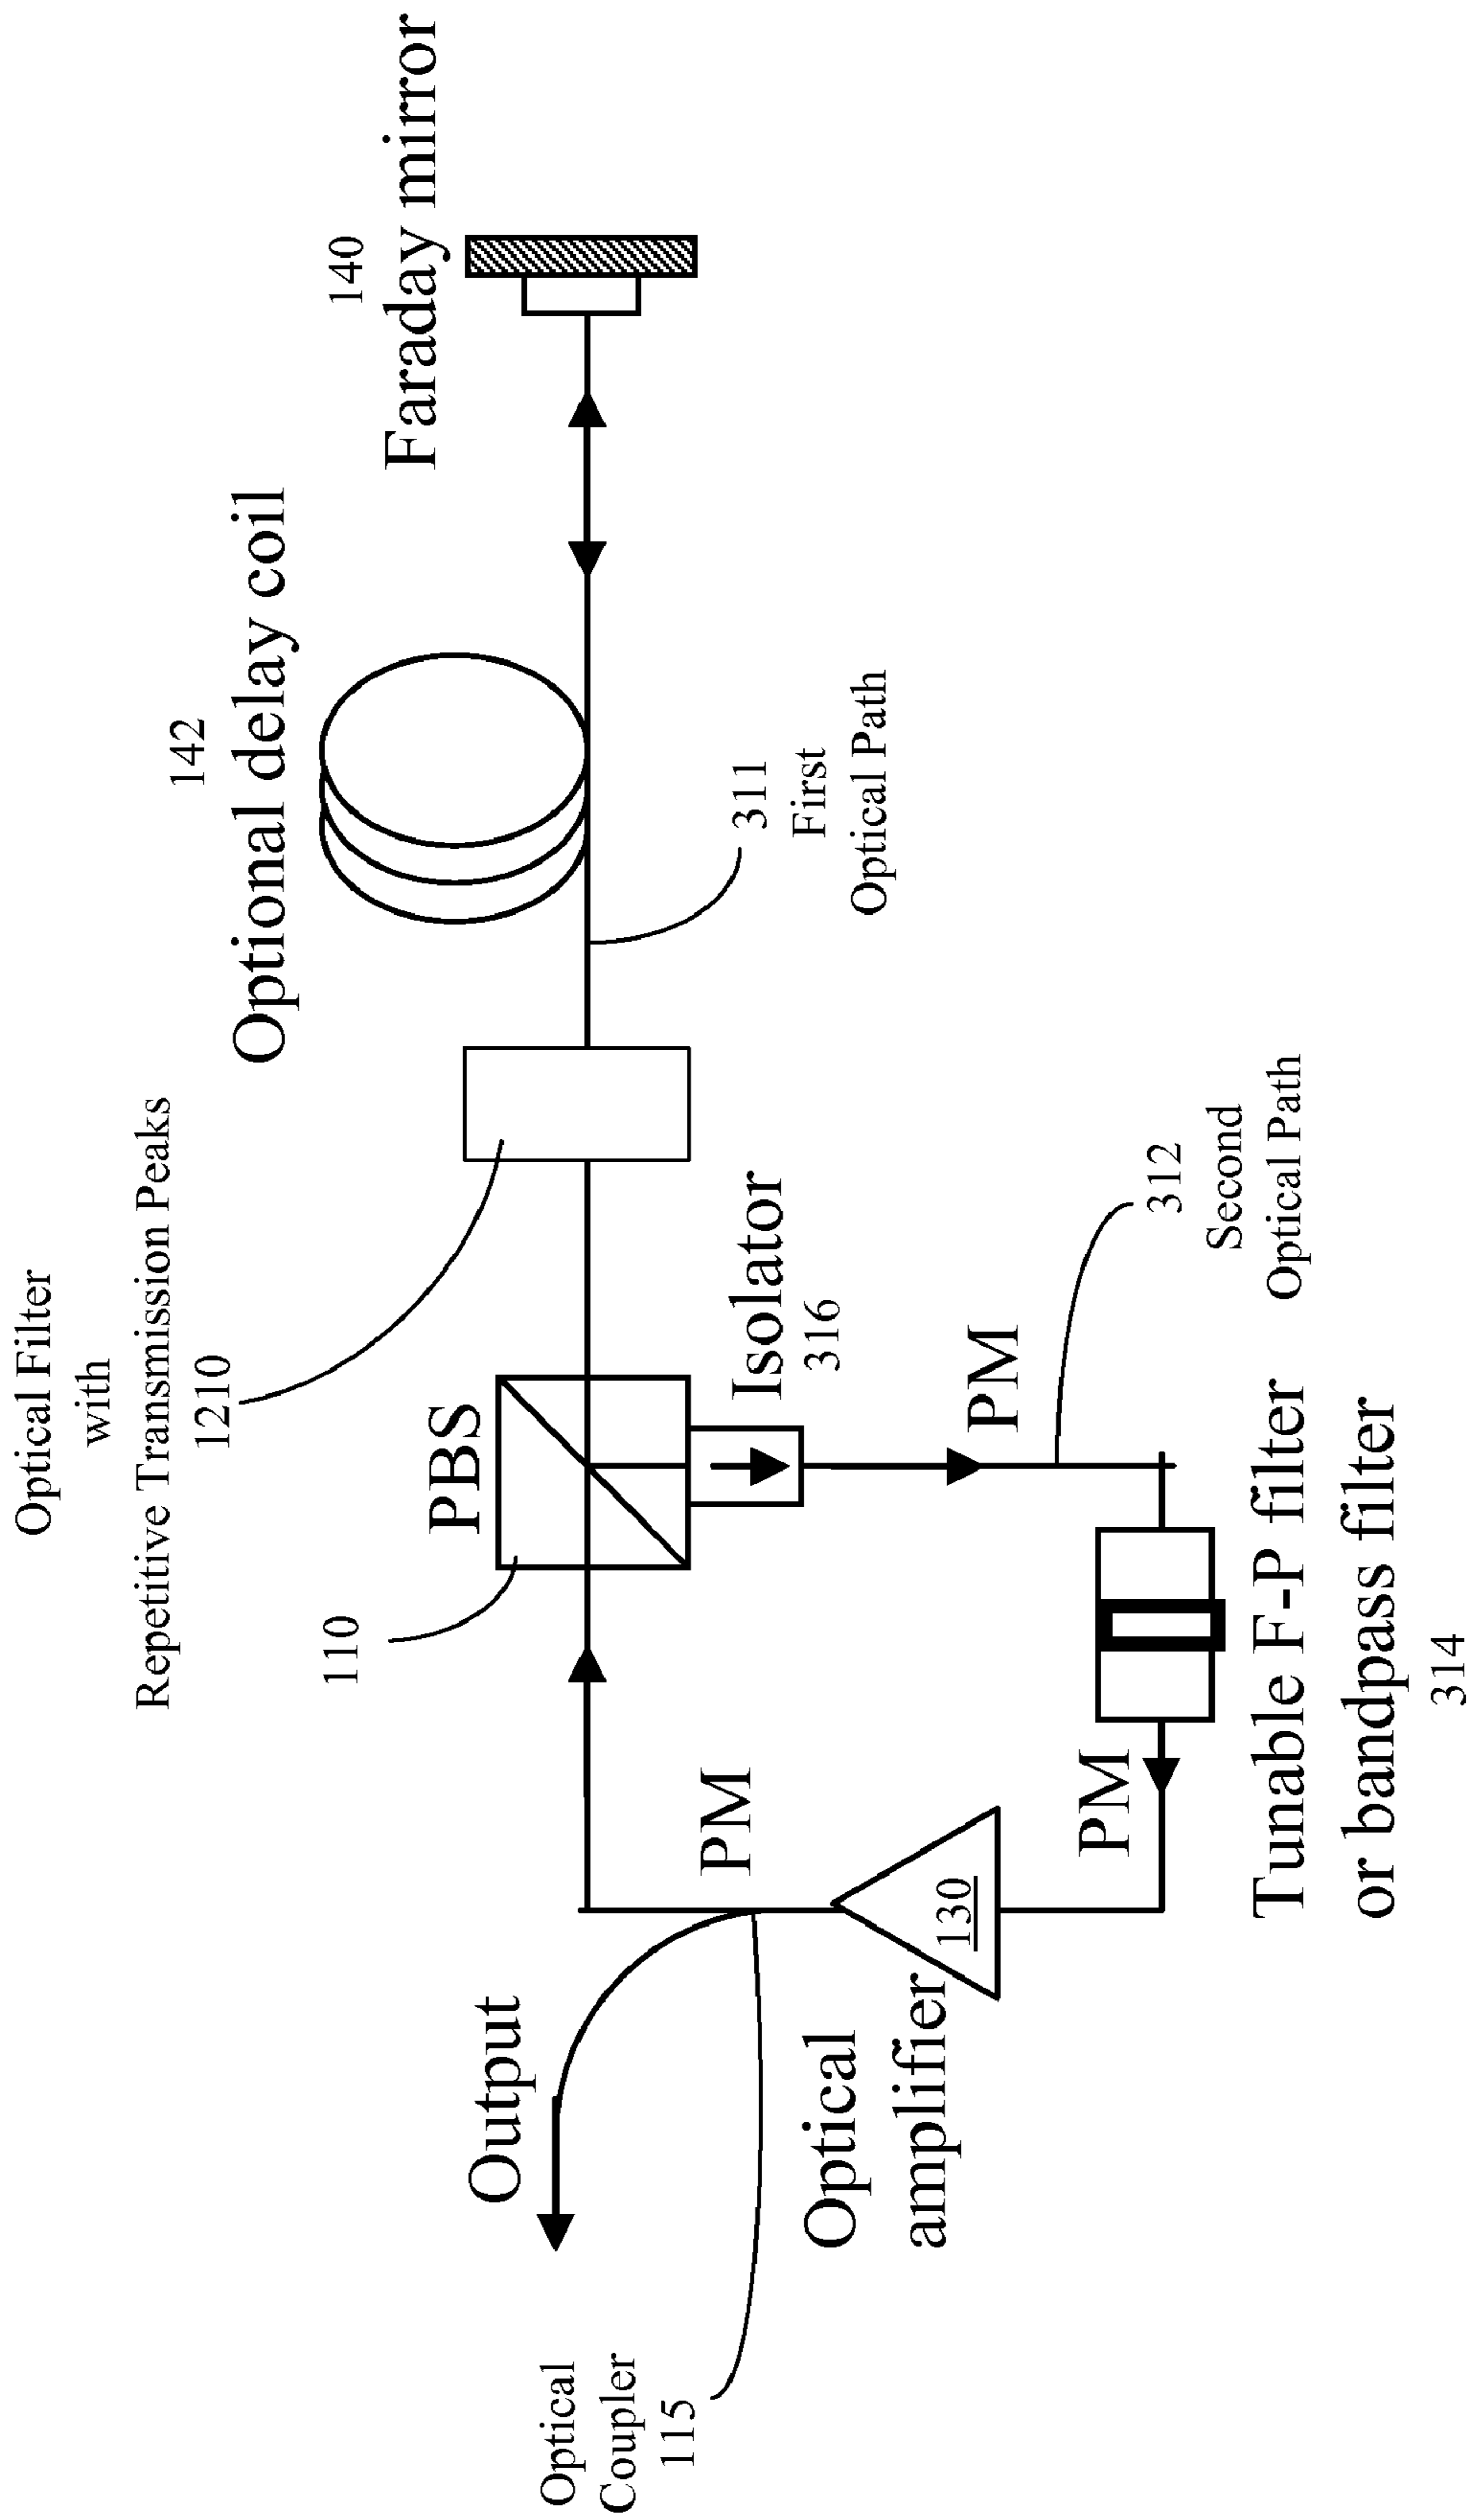 Optical Filter
with
Repetitive Transmission Peaks
1210
142
Optional delay coil
140
Faraday mirror
110
PBS
Output
Isolator
316
311
First
Optical Path
Optical
Coupler
115
PM
Optical
amplifier
130
PM
PM
312
Second
Optical Path
Tunable F-P filter
or bandpass filter
314